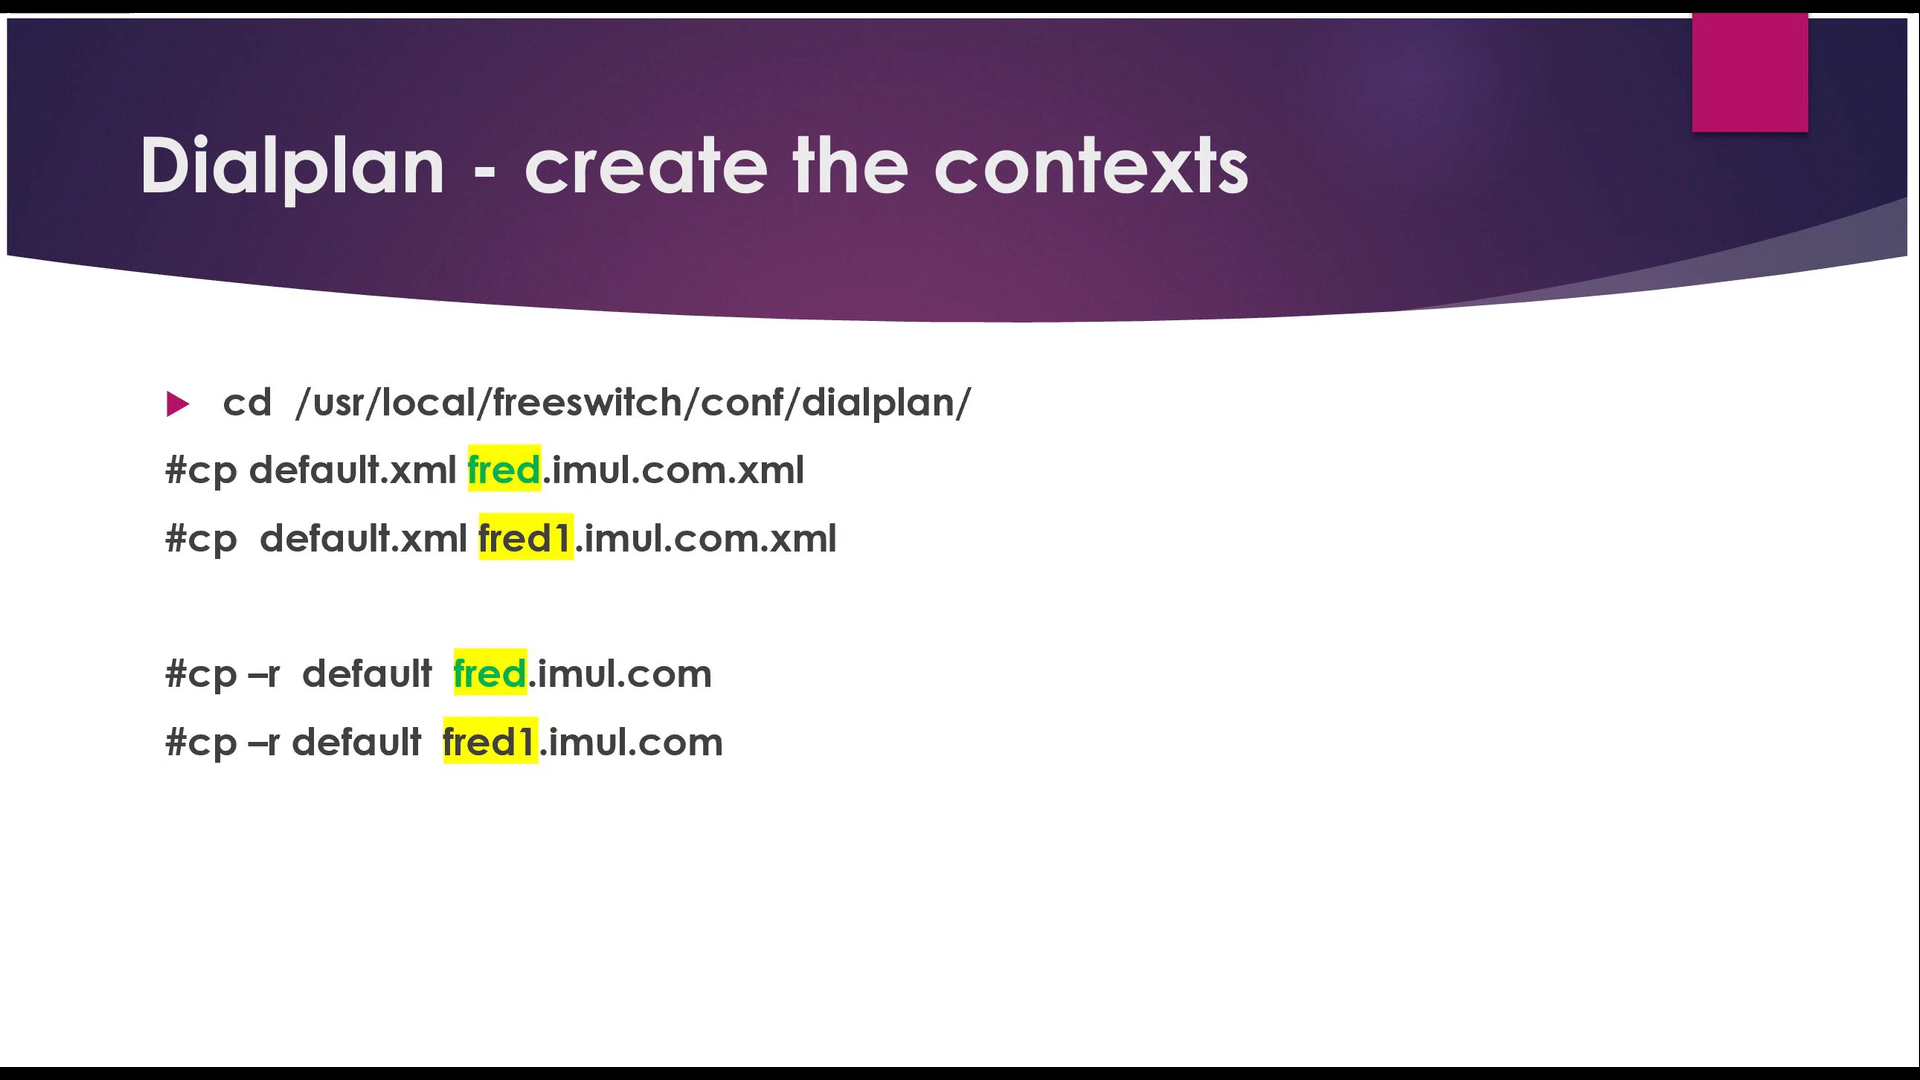 Dialplan - create the contexts
cd /usr/local/freeswitch/conf/dialplan/
#cp default.xml fred.imul.com.xml
#cp default.xml fred1.imul.com.xml
#cp –r default fred.imul.com
#cp –r default fred1.imul.com